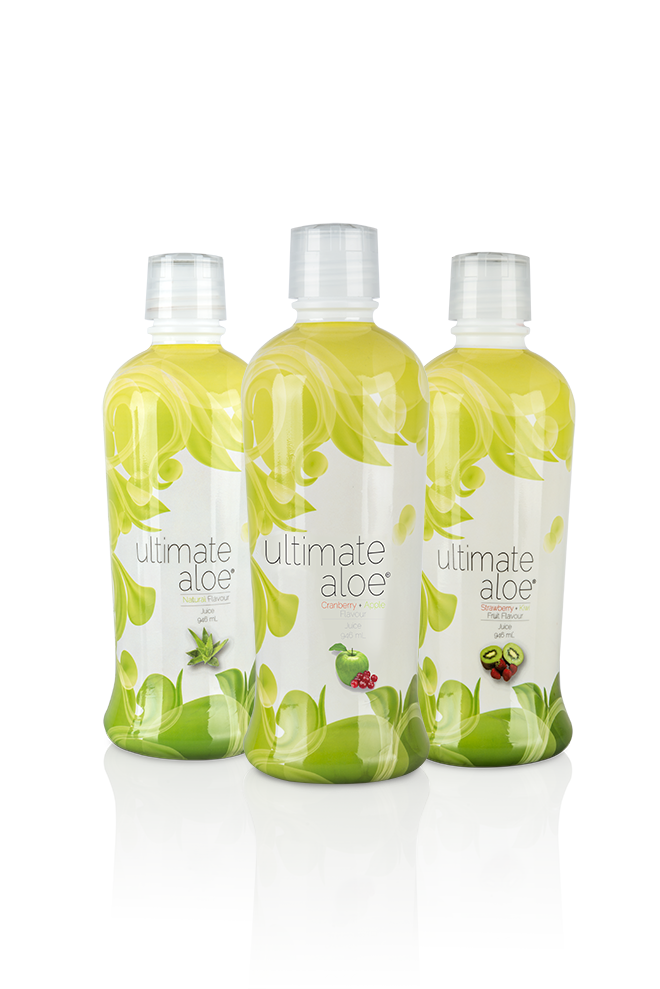 ultimate
aloe®
Natural Flavour
Juice
946 mL
ultimate
aloe©
Cranberry + Apple
Flavour
Juice
946 mL
ultimate
aloe®
Strawberry + Kiwi
Fruit Flavour
Juice
946 mL